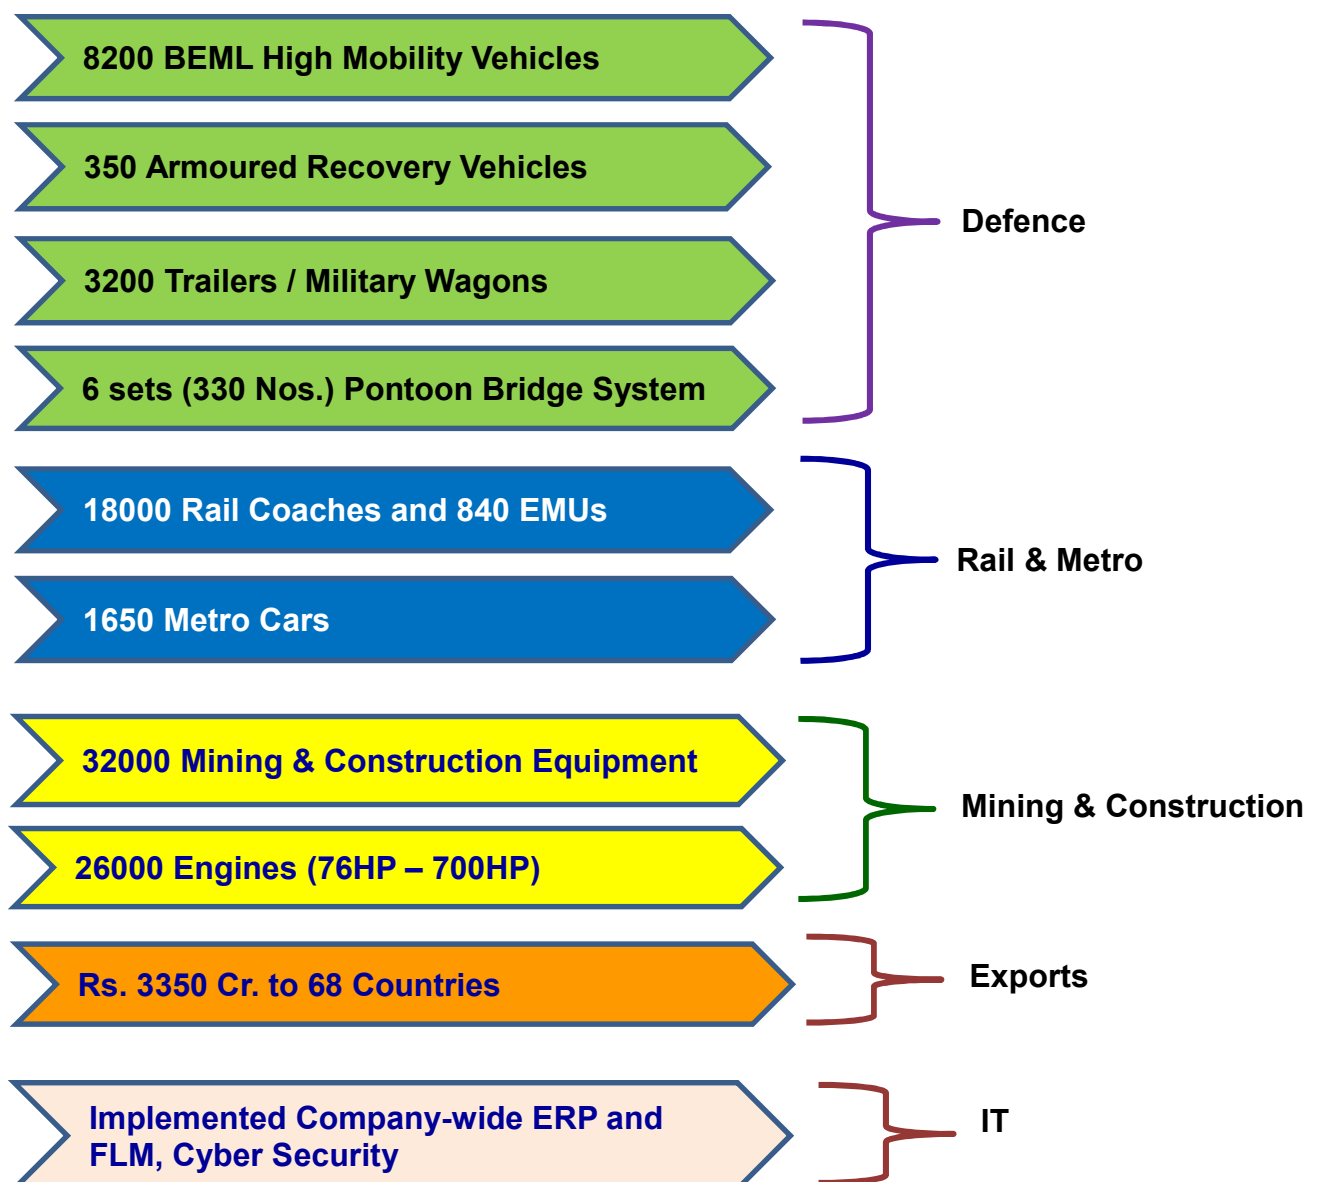 8200 BEML High Mobility Vehicles
350 Armoured Recovery Vehicles
3200 Trailers / Military Wagons
6 sets (330 Nos.) Pontoon Bridge System
Defence
18000 Rail Coaches and 840 EMUs
1650 Metro Cars
Rail & Metro
32000 Mining & Construction Equipment
26000 Engines (76HP – 700HP)
Mining & Construction
Rs. 3350 Cr. to 68 Countries
Exports
Implemented Company-wide ERP and
FLM, Cyber Security
IT